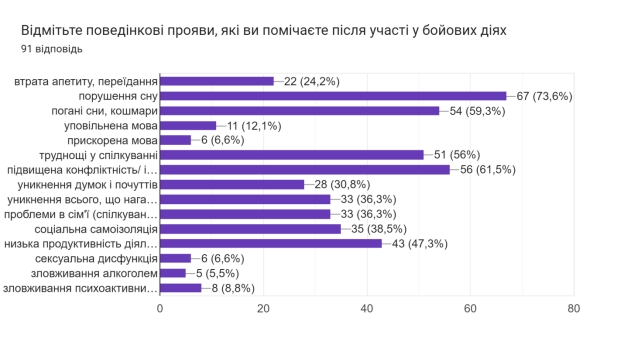 Відмітьте поведінкові прояви, які ви помічаєте після участі у бойових діях
91 відповідь
втрата апетиту, переїдання 22 (24,2%)
порушення сну 67 (73,6%)
погані сни, кошмари 54 (59,3%)
уповільнена мова 11 (12,1%)
прискорена мова 6 (6,6%)
труднощі у спілкуванні 51 (56%)
підвищена конфліктність/ і… 56 (61,5%)
уникнення думок і почуттів 28 (30,8%)
уникнення всього, що нага… 33 (36,3%)
проблеми в сім'ї (спілкуван… 33 (36,3%)
соціальна самоізоляція 35 (38,5%)
низька продуктивність діял… 43 (47,3%)
сексуальна дисфункція 6 (6,6%)
зловживання алкоголем 5 (5,5%)
зловживання психоактивни… 8 (8,8%)
0 20 40 60 80